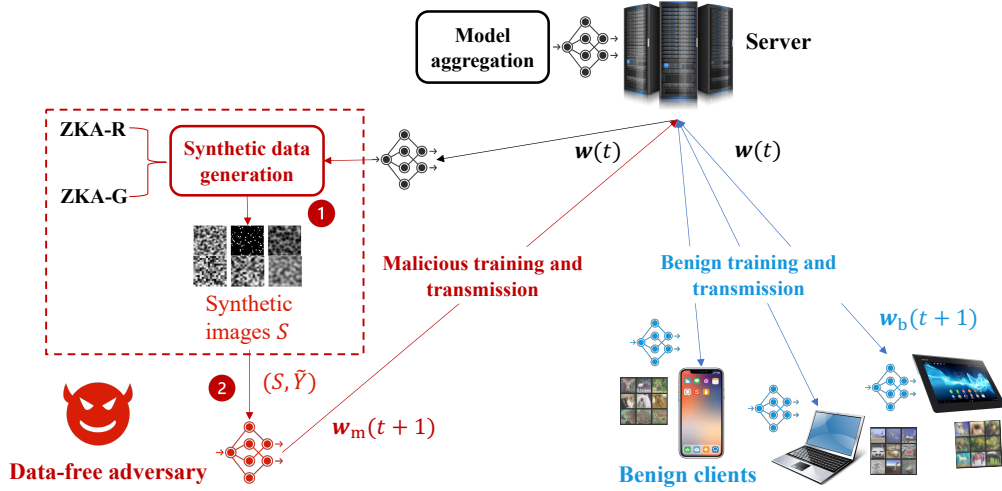 Model
aggregation
Server
ZKA-R
ZKA-G
Synthetic data
generation
1
w(t)
w(t)
Synthetic
images S
Malicious training and
transmission
Benign training and
transmission
w_b(t + 1)
2
(S, Ỹ)
w_m(t + 1)
Data-free adversary
Benign clients